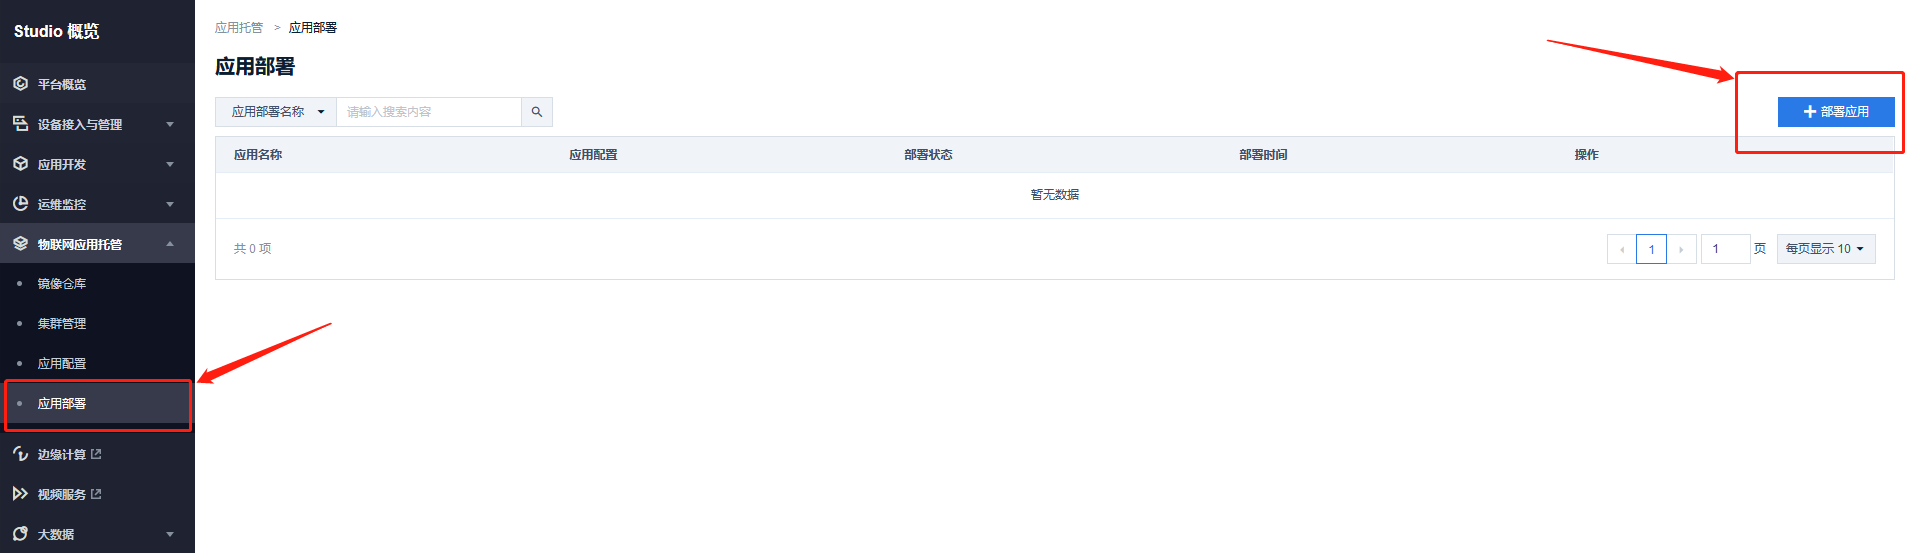 Studio 概览
平台概览
设备接入与管理
应用开发
运维监控
物联网应用托管
镜像仓库
集群管理
应用配置
应用部署
边缘计算
视频服务
大数据
应用托管 > 应用部署
应用部署
应用部署名称 请输入搜索内容
部署应用
应用名称 应用配置 部署状态 部署时间 操作
暂无数据
共 0 项
1 1 页 每页显示 10